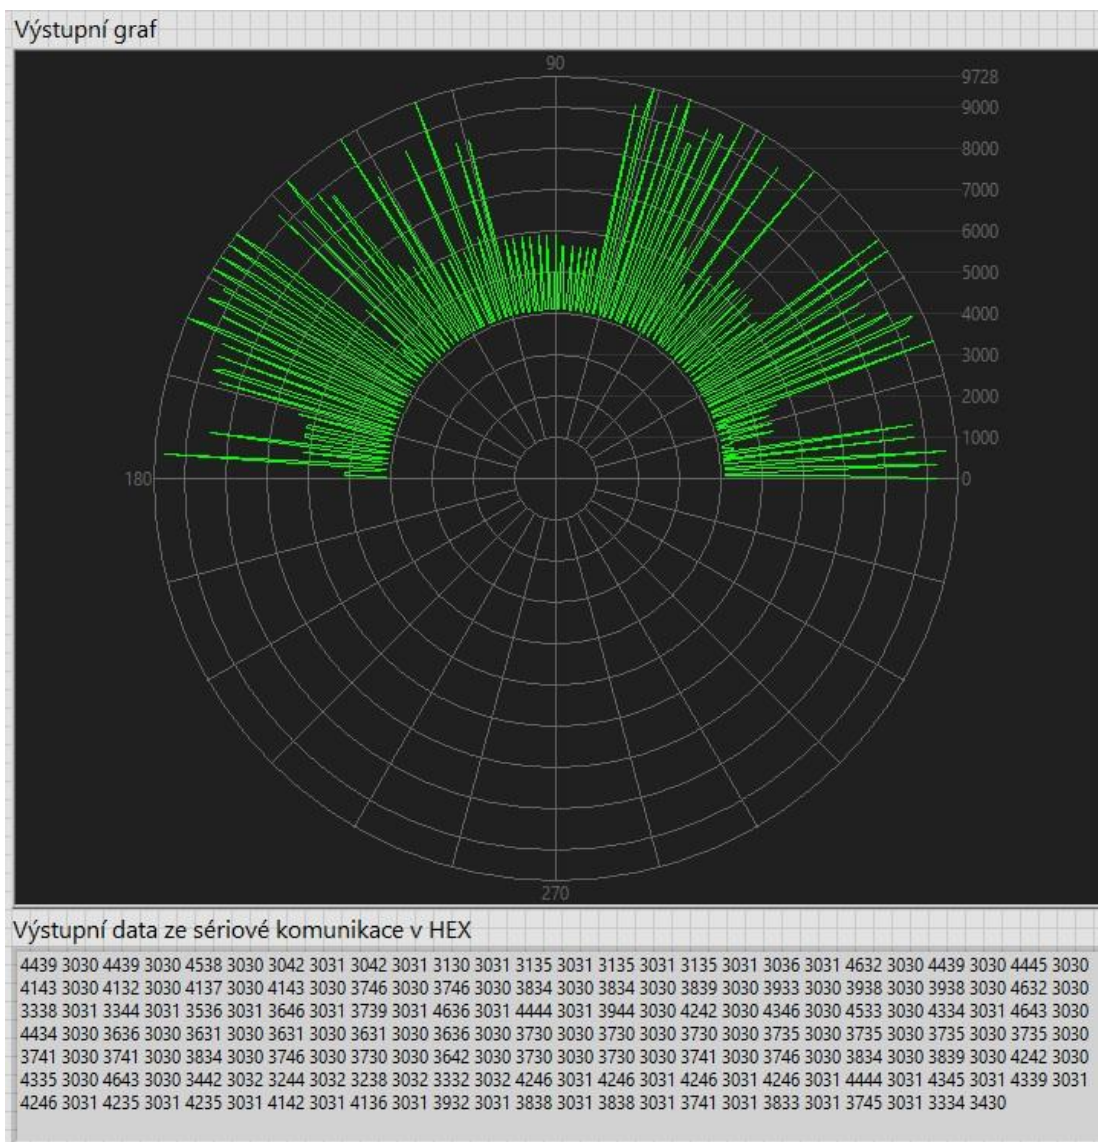 Výstupní graf
90
9728
9000
8000
7000
6000
5000
4000
3000
2000
1000
180
0
270
Výstupní data ze sériové komunikace v HEX
4439 3030 4439 3030 4538 3030 3042 3031 3042 3031 3130 3031 3135 3031 3135 3031 3135 3031 3036 3031 4632 3030 4439 3030 4445 3030
4143 3030 4132 3030 4137 3030 4143 3030 3746 3030 3746 3030 3834 3030 3834 3030 3839 3030 3933 3030 3938 3030 3938 3030 4632 3030
3338 3031 3344 3031 3536 3031 3646 3031 3739 3031 4636 3031 4444 3031 3944 3030 4242 3030 4346 3030 4533 3030 4334 3031 4643 3030
4434 3030 3636 3030 3631 3030 3631 3030 3631 3030 3636 3030 3730 3030 3730 3030 3730 3030 3735 3030 3735 3030 3735 3030 3735 3030
3741 3030 3741 3030 3834 3030 3746 3030 3730 3030 3642 3030 3730 3030 3730 3030 3741 3030 3746 3030 3834 3030 3839 3030 4242 3030
4335 3030 4643 3030 3442 3032 3244 3032 3238 3032 3332 3032 4246 3031 4246 3031 4246 3031 4246 3031 4444 3031 4345 3031 4339 3031
4246 3031 4235 3031 4235 3031 4142 3031 4136 3031 3932 3031 3838 3031 3838 3031 3741 3031 3833 3031 3745 3031 3334 3430